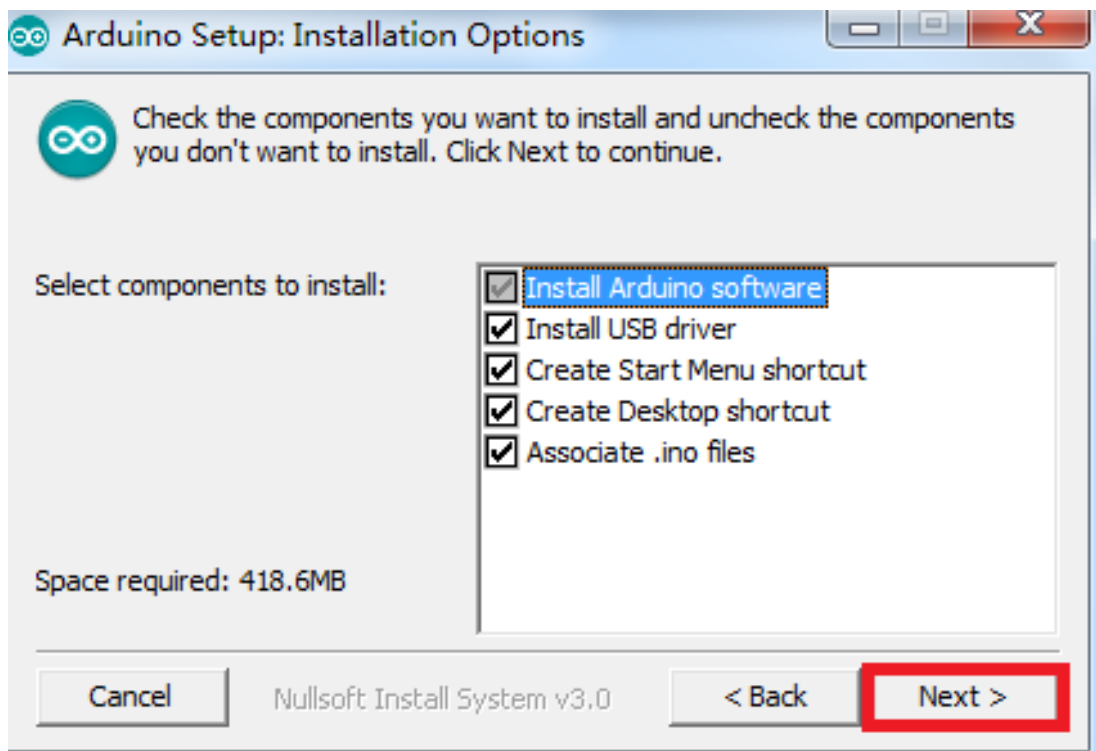 Arduino Setup: Installation Options
Check the components you want to install and uncheck the components
you don't want to install. Click Next to continue.
Select components to install:
Install Arduino software
Install USB driver
Create Start Menu shortcut
Create Desktop shortcut
Associate .ino files
Space required: 418.6MB
Cancel
Nullsoft Install System v3.0
< Back
Next >